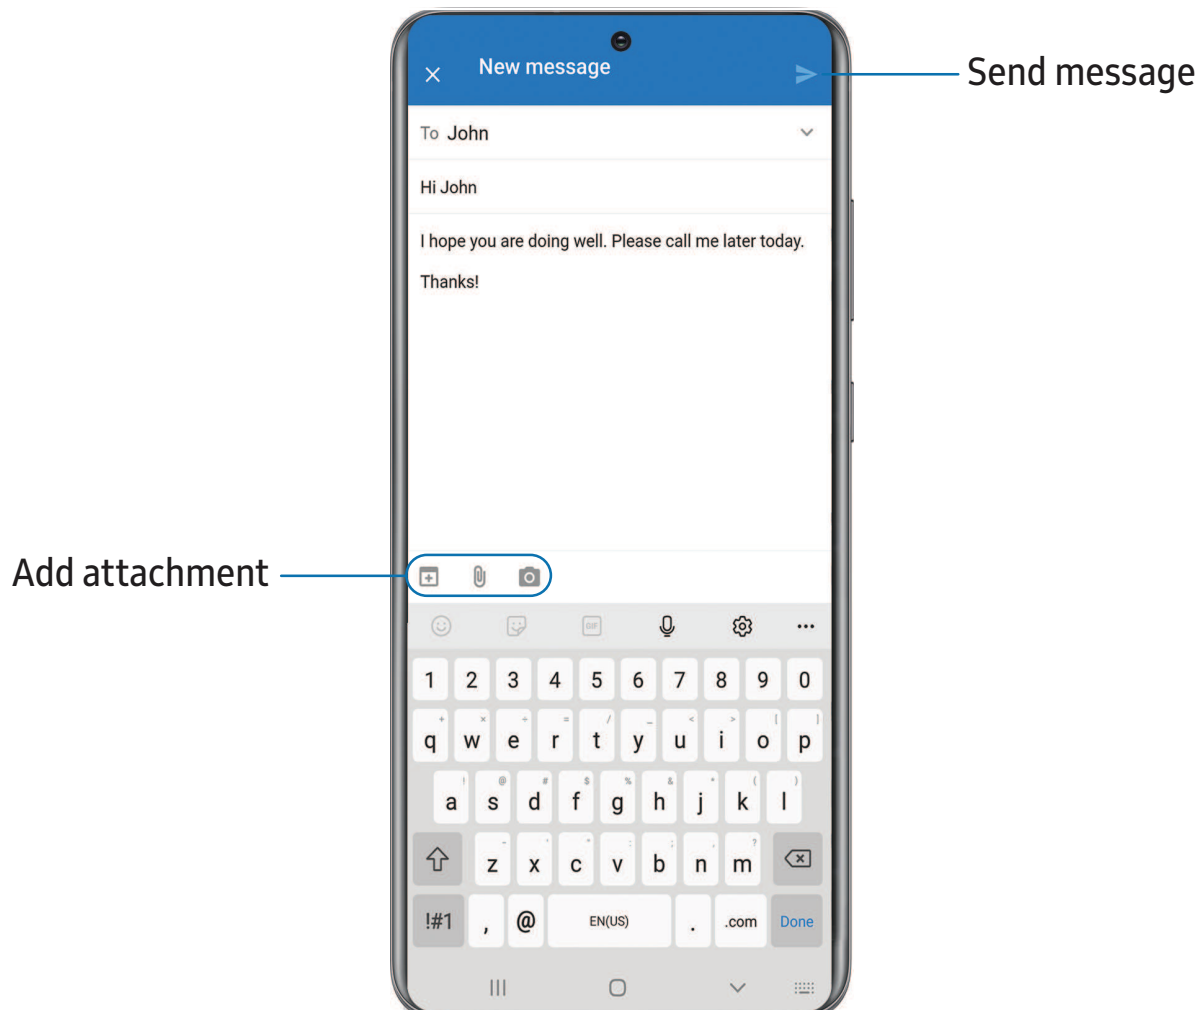 New message
Send message
To John
Hi John
I hope you are doing well. Please call me later today.
Thanks!
Add attachment
GIF
1 2 3 4 5 6 7 8 9 0
+ × ÷ = / _ < > [ ]
q w e r t y u i o p
! @ # $ % & * ( )
a s d f g h j k l
- ' " : ; , ?
z x c v b n m
!#1 , @ EN(US) . .com Done